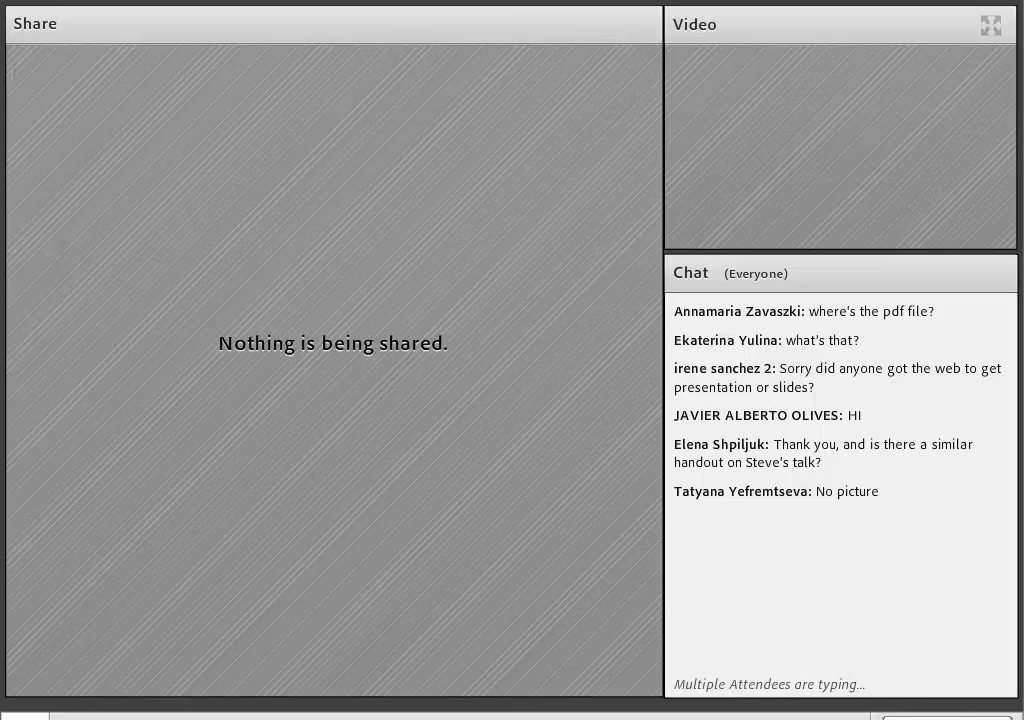 Share
Nothing is being shared.
Video
Chat (Everyone)
Annamaria Zavaszki: where's the pdf file?
Ekaterina Yulina: what's that?
irene sanchez 2: Sorry did anyone got the web to get
presentation or slides?
JAVIER ALBERTO OLIVES: HI
Elena Shpiljuk: Thank you, and is there a similar
handout on Steve's talk?
Tatyana Yefremtseva: No picture
Multiple Attendees are typing...